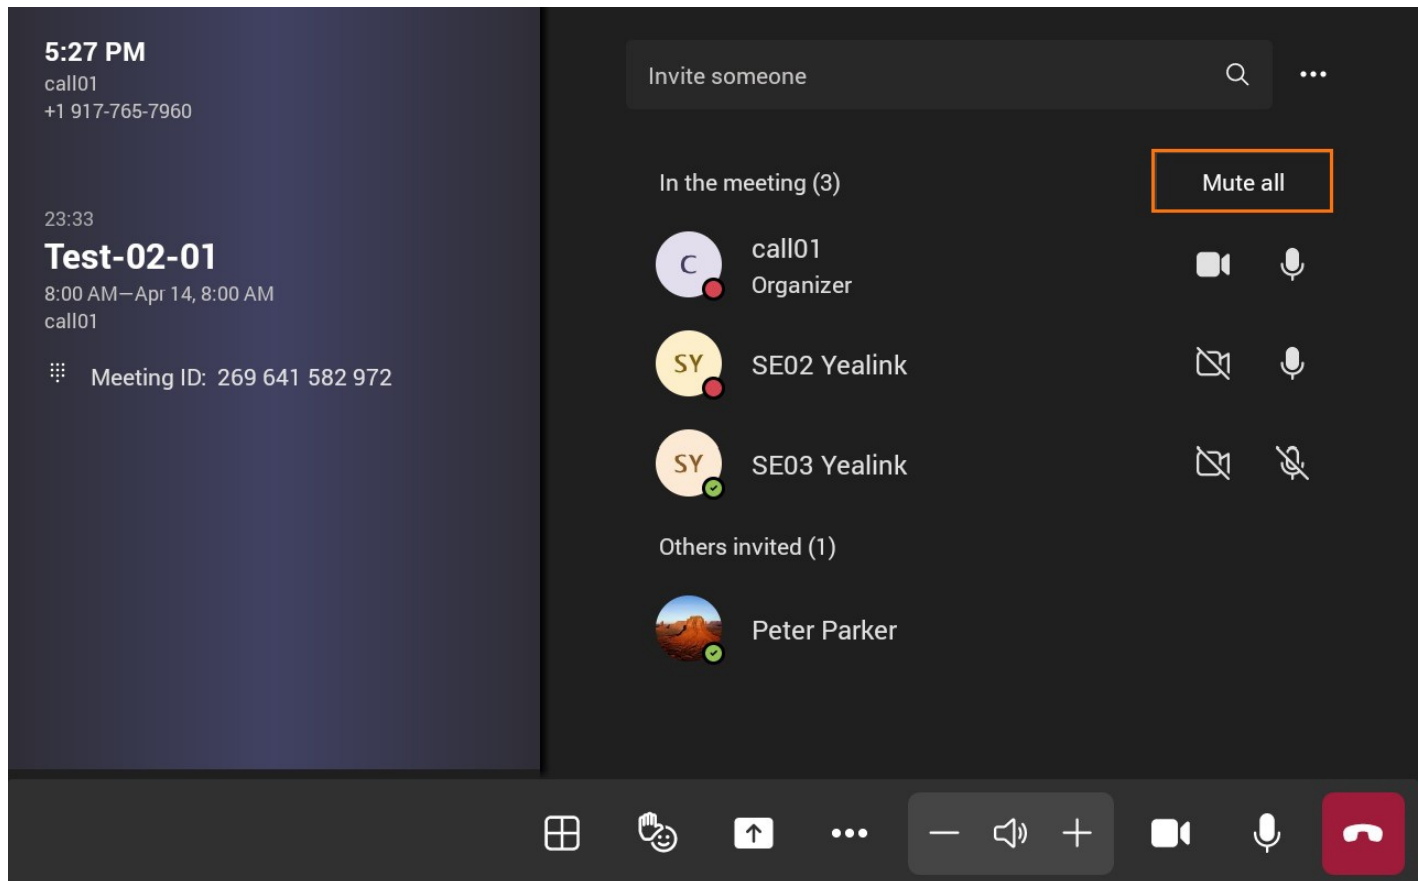 5:27 PM
call01
+1 917-765-7960
23:33
Test-02-01
8:00 AM—Apr 14, 8:00 AM
call01
Meeting ID: 269 641 582 972
Invite someone
In the meeting (3)
Mute all
C
call01
Organizer
SY
SE02 Yealink
SY
SE03 Yealink
Others invited (1)
Peter Parker